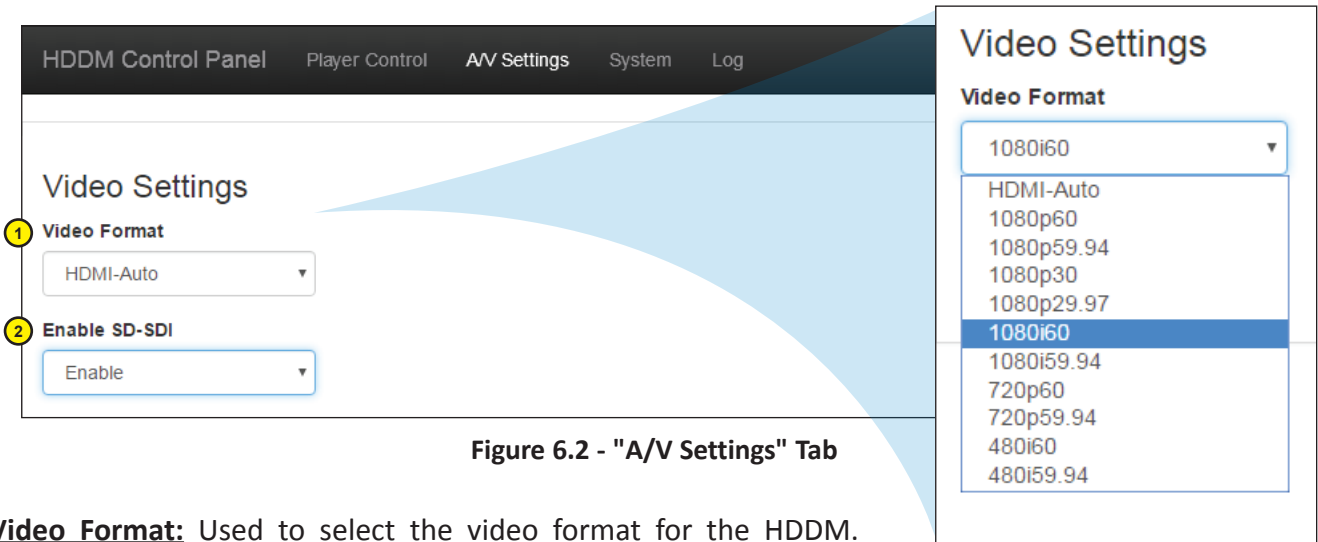 HDDM Control Panel Player Control A/V Settings System Log
Video Settings
1 Video Format
HDMI-Auto
2 Enable SD-SDI
Enable
Video Settings
Video Format
1080i60
HDMI-Auto
1080p60
1080p59.94
1080p30
1080p29.97
1080i60
1080i59.94
720p60
720p59.94
480i60
480i59.94
Figure 6.2 - "A/V Settings" Tab
Video Format: Used to select the video format for the HDDM.